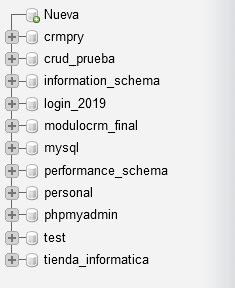 Nueva
crmpry
crud_prueba
information_schema
login_2019
modulocrm_final
mysql
performance_schema
personal
phpmyadmin
test
tienda_informatica